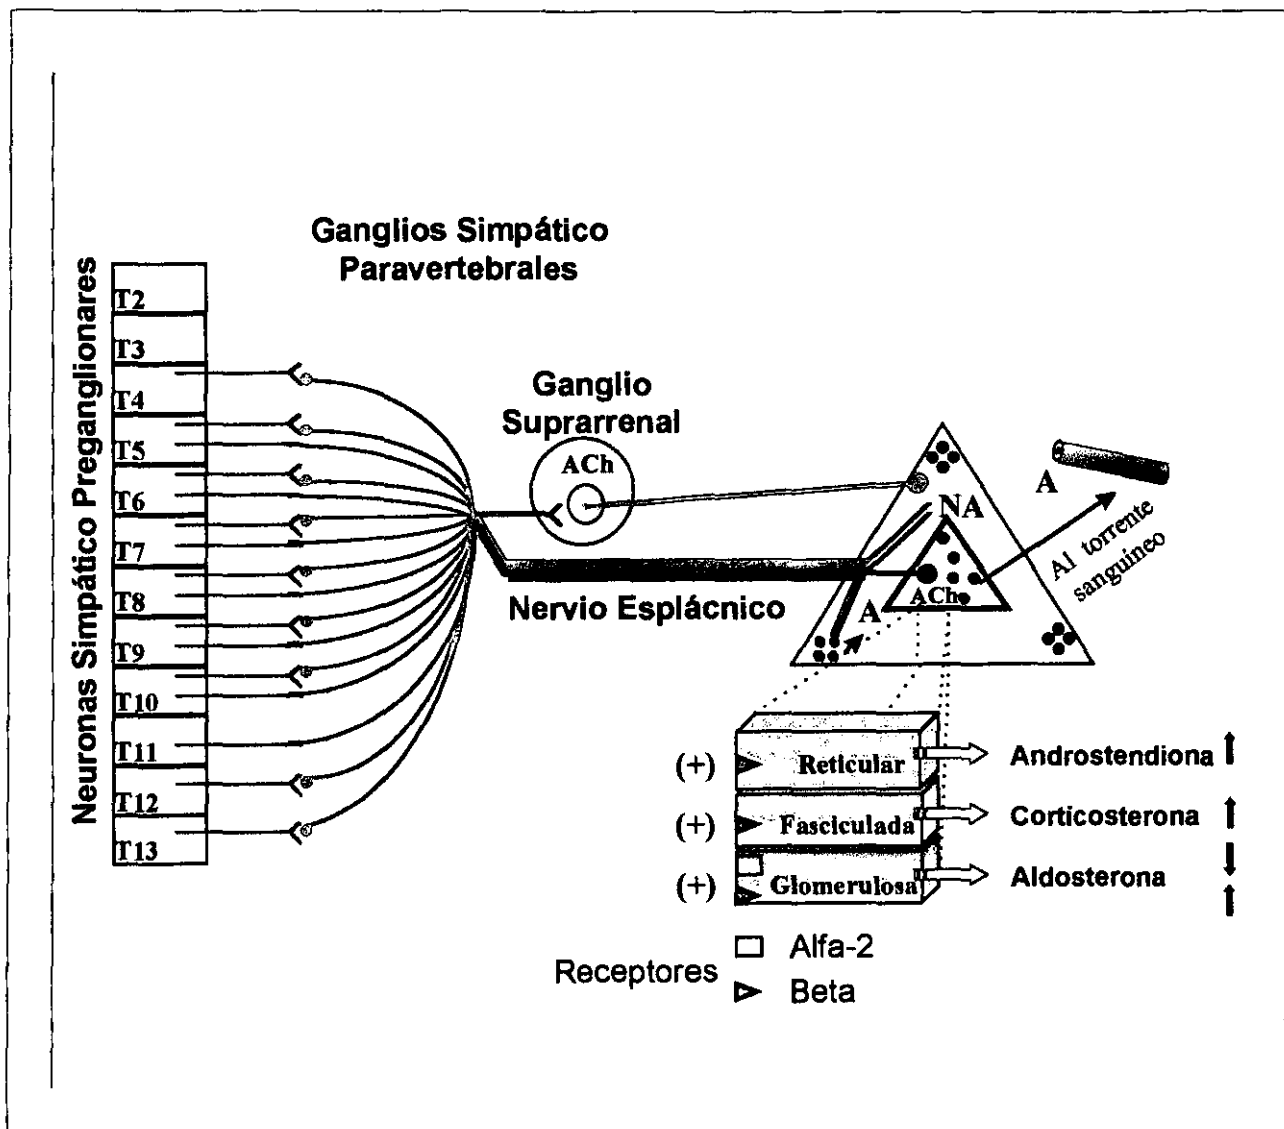 Ganglios Simpático
Paravertebrales
Neuronas Simpático Preganglionares
T2
T3
T4
T5
T6
T7
T8
T9
T10
T11
T12
T13
Ganglio
Suprarrenal
ACh
Nervio Esplácnico
NA
A
ACh
A
Al torrente
sanguineo
(+) Reticular Androstendiona
(+) Fasciculada Corticosterona
(+) Glomerulosa Aldosterona
Receptores
Alfa-2
Beta